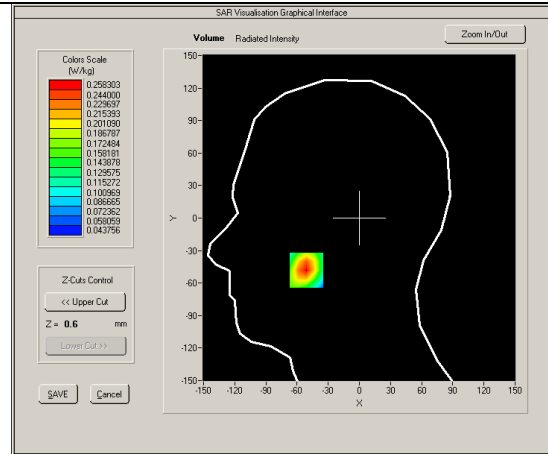 SAR Visualisation Graphical Interface
Volume Radiated Intensity
Zoom In/Out
Colors Scale
(W/kg)
0.258303
0.244000
0.229697
0.215393
0.201090
0.186787
0.172484
0.158181
0.143878
0.129575
0.115272
0.100969
0.086665
0.072362
0.058059
0.043756
Z-Cuts Control
<< Upper Cut
Z = 0.6 mm
Lower Cut >>
SAVE Cancel
150
120
90
60
30
0
-30
-60
-90
-120
-150
Y
-150 -120 -90 -60 -30 0 30 60 90 120 150
X